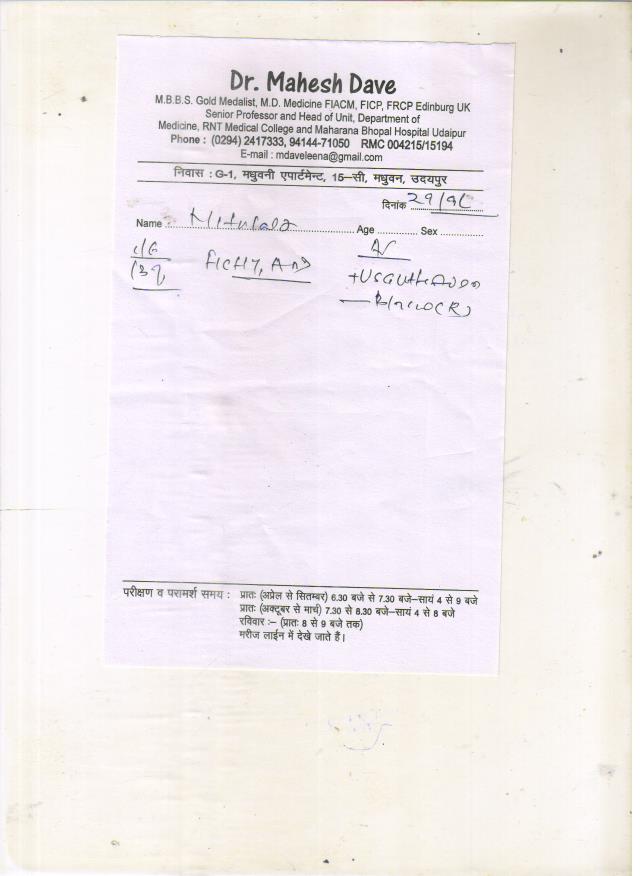 Dr. Mahesh Dave
M.B.B.S. Gold Medalist, M.D. Medicine FIACM, FICP, FRCP Edinburg UK
Senior Professor and Head of Unit, Department of
Medicine, RNT Medical College and Maharana Bhopal Hospital Udaipur
Phone : (0294) 2417333, 94144-71050 RMC 004215/15194
E-mail : mdaveleena@gmail.com
निवास : G-1, मधुवनी एपार्टमेन्ट, 15–सी, मधुवन, उदयपुर
दिनांक
Name Age Sex
परीक्षण व परामर्श समय : प्रातः (अप्रेल से सितम्बर) 6.30 बजे से 7.30 बजे–सायं 4 से 9 बजे
प्रातः (अक्टूबर से मार्च) 7.30 से 8.30 बजे–सायं 4 से 8 बजे
रविवार :– (प्रातः 8 से 9 बजे तक)
मरीज लाईन में देखे जाते हैं।